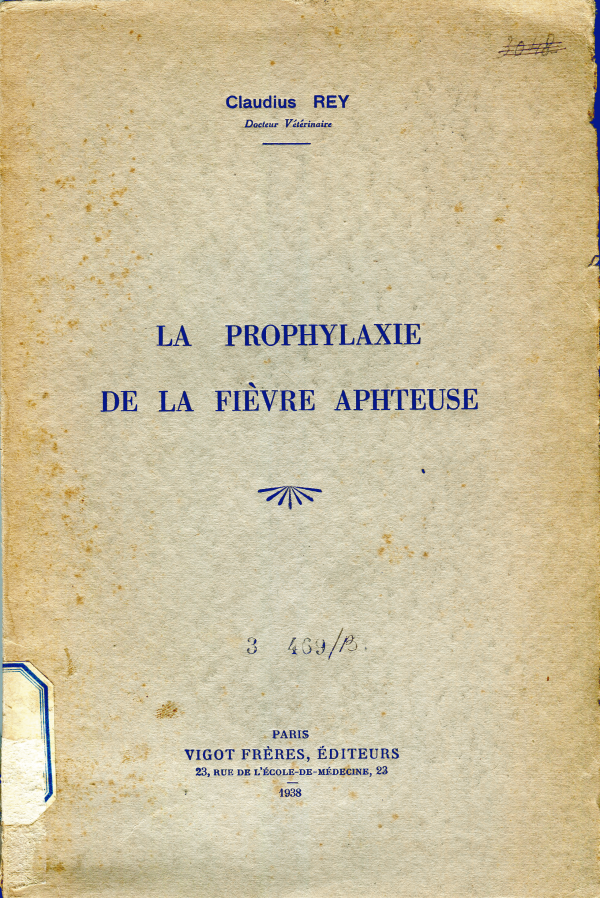 3048
Claudius REY
Docteur Vétérinaire
LA PROPHYLAXIE
DE LA FIÈVRE APHTEUSE
3 469/B.
PARIS
VIGOT FRÈRES, ÉDITEURS
23, RUE DE L'ÉCOLE-DE-MÉDECINE, 23
1938